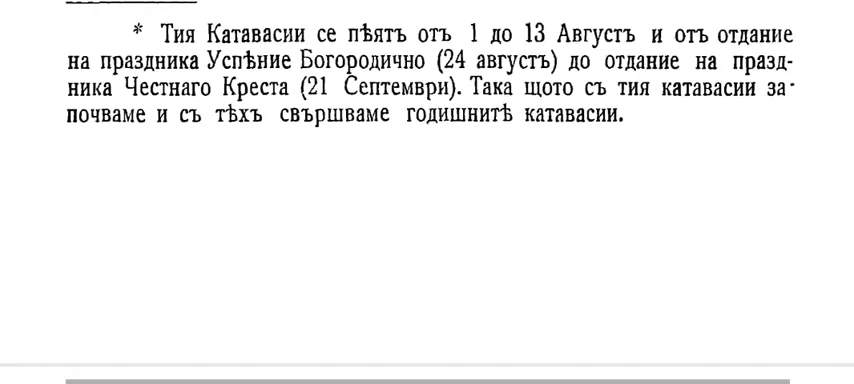 * Тия Катавасии се пѣятъ отъ 1 до 13 Августъ и отъ отдание
на праздника Успѣние Богородично (24 августъ) до отдание на празд-
ника Честнаго Креста (21 Септември). Така щото съ тия катавасии за-
почваме и съ тѣхъ свършваме годишнитѣ катавасии.